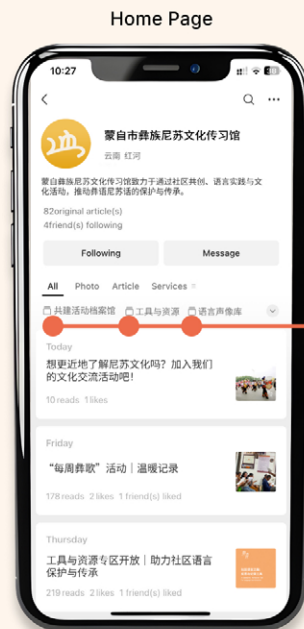 Home Page
10:27
蒙自市彝族尼苏文化传习馆
云南 红河
蒙自彝族尼苏文化传习馆致力于通过社区共创、语言实践与文
化活动，推动彝语尼苏话的保护与传承。
82original article(s)
4friend(s) following
Following Message
All Photo Article Services
共建活动档案馆 工具与资源 语言声像库
Today
想更近地了解尼苏文化吗？加入我们
的文化交流活动吧！
10 reads 1 likes
Friday
“每周彝歌”活动｜温暖记录
178 reads 2 likes 1 friend(s) liked
Thursday
工具与资源专区开放｜助力社区语言
保护与传承
219 reads 2 likes 1 friend(s) liked